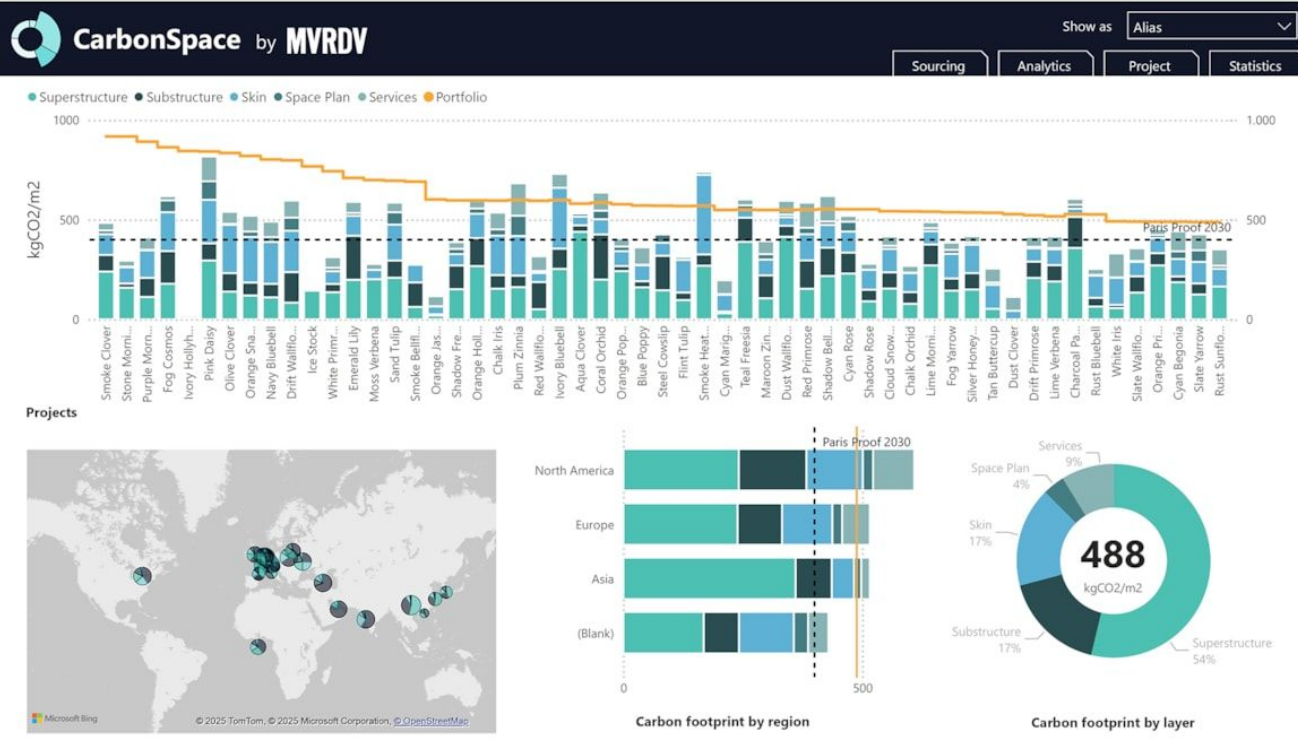 CarbonSpace by MVRDV
Show as Alias
Sourcing Analytics Project Statistics
Superstructure Substructure Skin Space Plan Services Portfolio
1000
500
0
kgCO2/m2
1.000
500
0
Paris Proof 2030
Smoke Clover
Stone Morni...
Purple Morn...
Fog Cosmos
Ivory Hollyh...
Pink Daisy
Olive Clover
Orange Sna...
Navy Bluebell
Drift Wallflo...
Ice Stock
White Primr...
Emerald Lily
Moss Verbena
Sand Tulip
Smoke Bellfl...
Orange Jas...
Shadow Fre...
Orange Holl...
Chalk Iris
Plum Zinnia
Red Wallflo...
Ivory Bluebell
Aqua Clover
Coral Orchid
Orange Pop...
Blue Poppy
Steel Cowslip
Flint Tulip
Smoke Heat...
Cyan Marig...
Teal Freesia
Maroon Zin...
Dust Wallflo...
Red Primrose
Shadow Bell...
Cyan Rose
Shadow Rose
Cloud Snow...
Chalk Orchid
Lime Morni...
Fog Yarrow
Silver Honey...
Tan Buttercup
Dust Clover
Drift Primrose
Lime Verbena
Charcoal Pa...
Rust Bluebell
White Iris
Slate Wallflo...
Orange Pri...
Cyan Begonia
Slate Yarrow
Rust Sunflo...
Projects
Microsoft Bing
© 2025 TomTom, © 2025 Microsoft Corporation, © OpenStreetMap
Paris Proof 2030
North America
Europe
Asia
(Blank)
0
500
Carbon footprint by region
Services
9%
Space Plan
4%
Skin
17%
Substructure
17%
Superstructure
54%
488
kgCO2/m2
Carbon footprint by layer